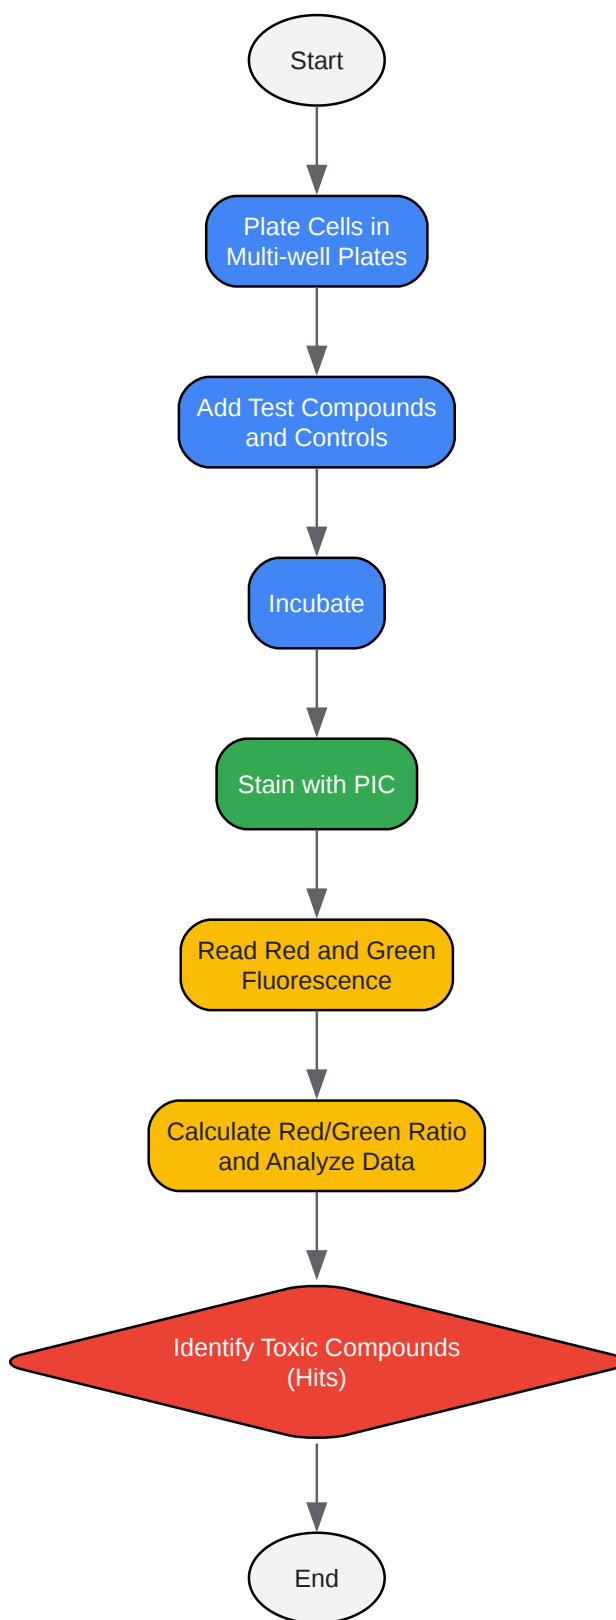 Start
Plate Cells in
Multi-well Plates
Add Test Compounds
and Controls
Incubate
Stain with PIC
Read Red and Green
Fluorescence
Calculate Red/Green Ratio
and Analyze Data
Identify Toxic Compounds
(Hits)
End